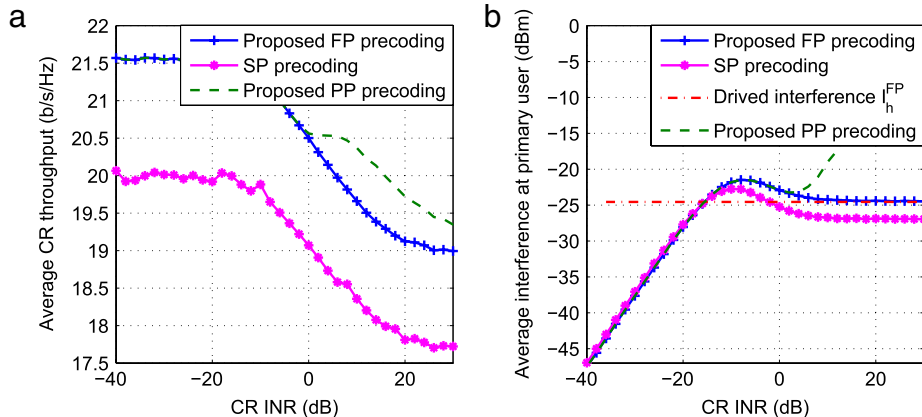 a
22
21.5
21
20.5
20
19.5
19
18.5
18
17.5
−40
−20
0
20
Average CR throughput (b/s/Hz)
CR INR (dB)
Proposed FP precoding
SP precoding
Proposed PP precoding
b
0
−5
−10
−15
−20
−25
−30
−35
−40
−45
−40
−20
0
20
Average interference at primary user (dBm)
CR INR (dB)
Proposed FP precoding
SP precoding
Drived interference I_h^FP
Proposed PP precoding